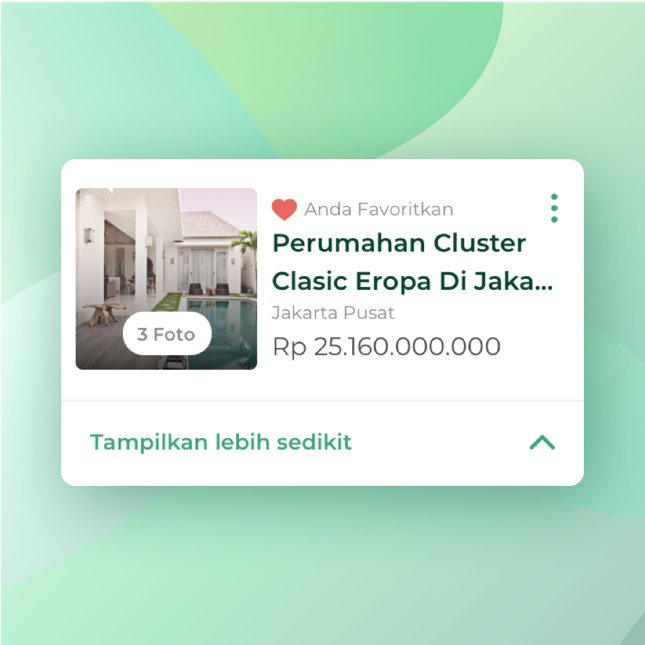 Anda Favoritkan
Perumahan Cluster
Clasic Eropa Di Jaka...
Jakarta Pusat
Rp 25.160.000.000
3 Foto
Tampilkan lebih sedikit